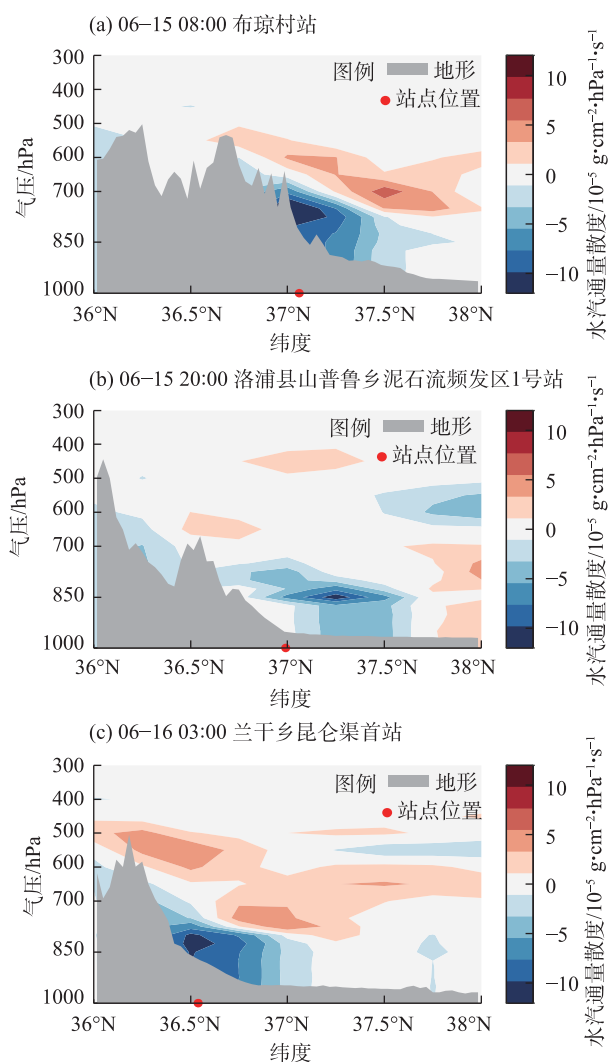 (a) 06-15 08:00 布琼村站
300
400
500
600
700
850
1000
气压/hPa
图例 地形
站点位置
36°N 36.5°N 37°N 37.5°N 38°N
纬度
10
5
0
−5
−10
水汽通量散度/10⁻⁵ g·cm⁻²·hPa⁻¹·s⁻¹
(b) 06-15 20:00 洛浦县山普鲁乡泥石流频发区1号站
300
400
500
600
700
850
1000
气压/hPa
图例 地形
站点位置
36°N 36.5°N 37°N 37.5°N 38°N
纬度
10
5
0
−5
−10
水汽通量散度/10⁻⁵ g·cm⁻²·hPa⁻¹·s⁻¹
(c) 06-16 03:00 兰干乡昆仑渠首站
300
400
500
600
700
850
1000
气压/hPa
图例 地形
站点位置
36°N 36.5°N 37°N 37.5°N 38°N
纬度
10
5
0
−5
−10
水汽通量散度/10⁻⁵ g·cm⁻²·hPa⁻¹·s⁻¹